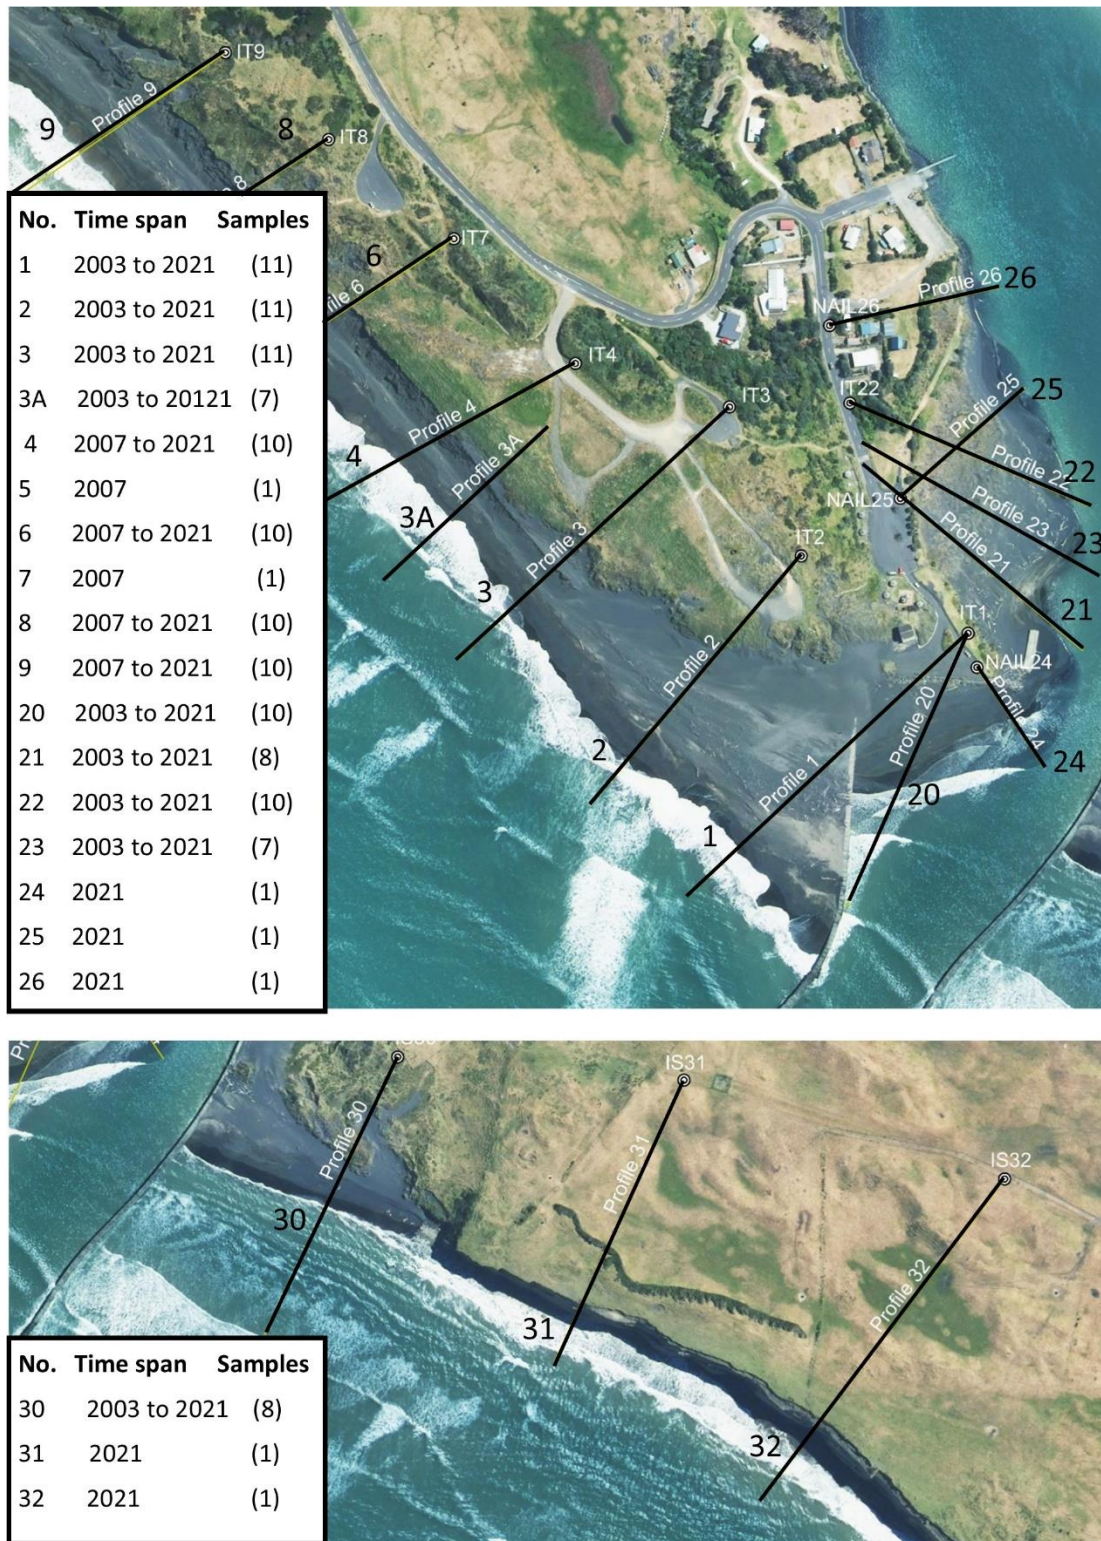 IT9
Profile 9
9
8
IT8
8
IT7
6
file 6
No. Time span Samples
1 2003 to 2021 (11)
2 2003 to 2021 (11)
3 2003 to 2021 (11)
3A 2003 to 20121 (7)
4 2007 to 2021 (10)
5 2007 (1)
6 2007 to 2021 (10)
7 2007 (1)
8 2007 to 2021 (10)
9 2007 to 2021 (10)
20 2003 to 2021 (10)
21 2003 to 2021 (8)
22 2003 to 2021 (10)
23 2003 to 2021 (7)
24 2021 (1)
25 2021 (1)
26 2021 (1)
Profile 26
26
NAIL26
IT4
Profile 4
4
IT3
IT22
Profile 25
25
Profile 3A
3A
Profile 22
22
NAIL25
Profile 3
3
Profile 23
23
Profile 21
21
IT2
Profile 2
2
IT1
NAIL24
Profile 24
24
Profile 20
20
Profile 1
1
IS31
Profile 30
30
Profile 31
31
IS32
Profile 32
32
No. Time span Samples
30 2003 to 2021 (8)
31 2021 (1)
32 2021 (1)